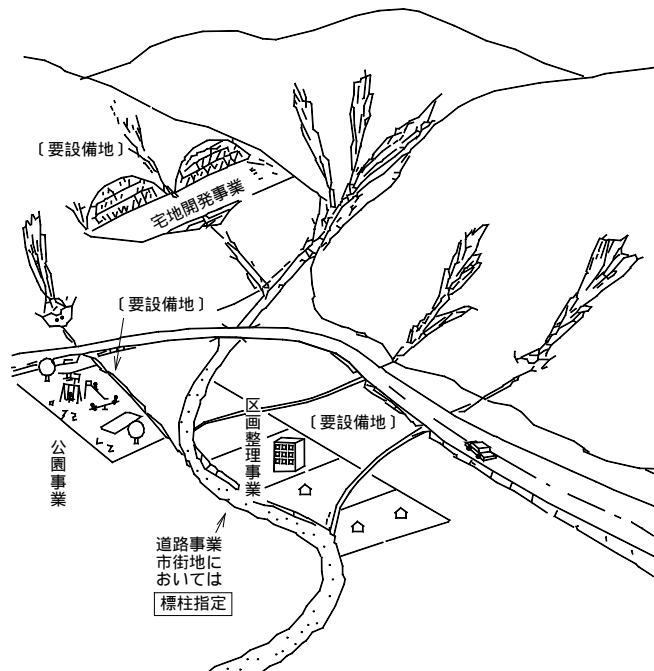 〔要設備地〕
宅地開発事業
〔要設備地〕
区画整理事業
〔要設備地〕
公園事業
道路事業
市街地に
おいては
標柱指定